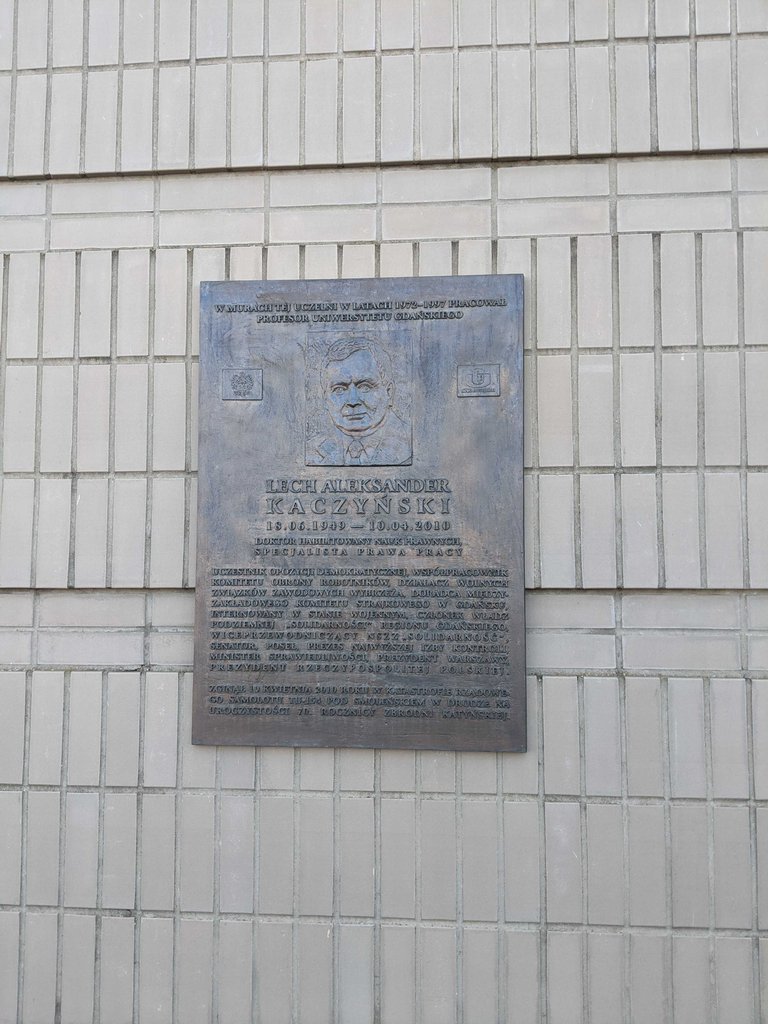 W MURACH TEJ UCZELNI W LATACH 1972–1997 PRACOWAŁ
PROFESOR UNIWERSYTETU GDAŃSKIEGO
LECH ALEKSANDER
KACZYŃSKI
18.06.1949 — 10.04.2010
DOKTOR HABILITOWANY NAUK PRAWNYCH,
SPECJALISTA PRAWA PRACY
UCZESTNIK OPOZYCJI DEMOKRATYCZNEJ, WSPÓŁPRACOWNIK
KOMITETU OBRONY ROBOTNIKÓW, DZIAŁACZ WOLNYCH
ZWIĄZKÓW ZAWODOWYCH WYBRZEŻA, DORADCA MIĘDZY-
ZAKŁADOWEGO KOMITETU STRAJKOWEGO W GDAŃSKU,
INTERNOWANY W STANIE WOJENNYM, CZŁONEK WŁADZ
PODZIEMNEJ „SOLIDARNOŚCI” REGIONU GDAŃSKIEGO,
WICEPRZEWODNICZĄCY NSZZ „SOLIDARNOŚĆ”
SENATOR, POSEŁ, PREZES NAJWYŻSZEJ IZBY KONTROLI,
MINISTER SPRAWIEDLIWOŚCI, PREZYDENT WARSZAWY,
PREZYDENT RZECZYPOSPOLITEJ POLSKIEJ.
ZGINĄŁ 10 KWIETNIA 2010 ROKU W KATASTROFIE RZĄDOWE-
GO SAMOLOTU TU-154 POD SMOLEŃSKIEM W DRODZE NA
UROCZYSTOŚCI 70. ROCZNICY ZBRODNI KATYŃSKIEJ.